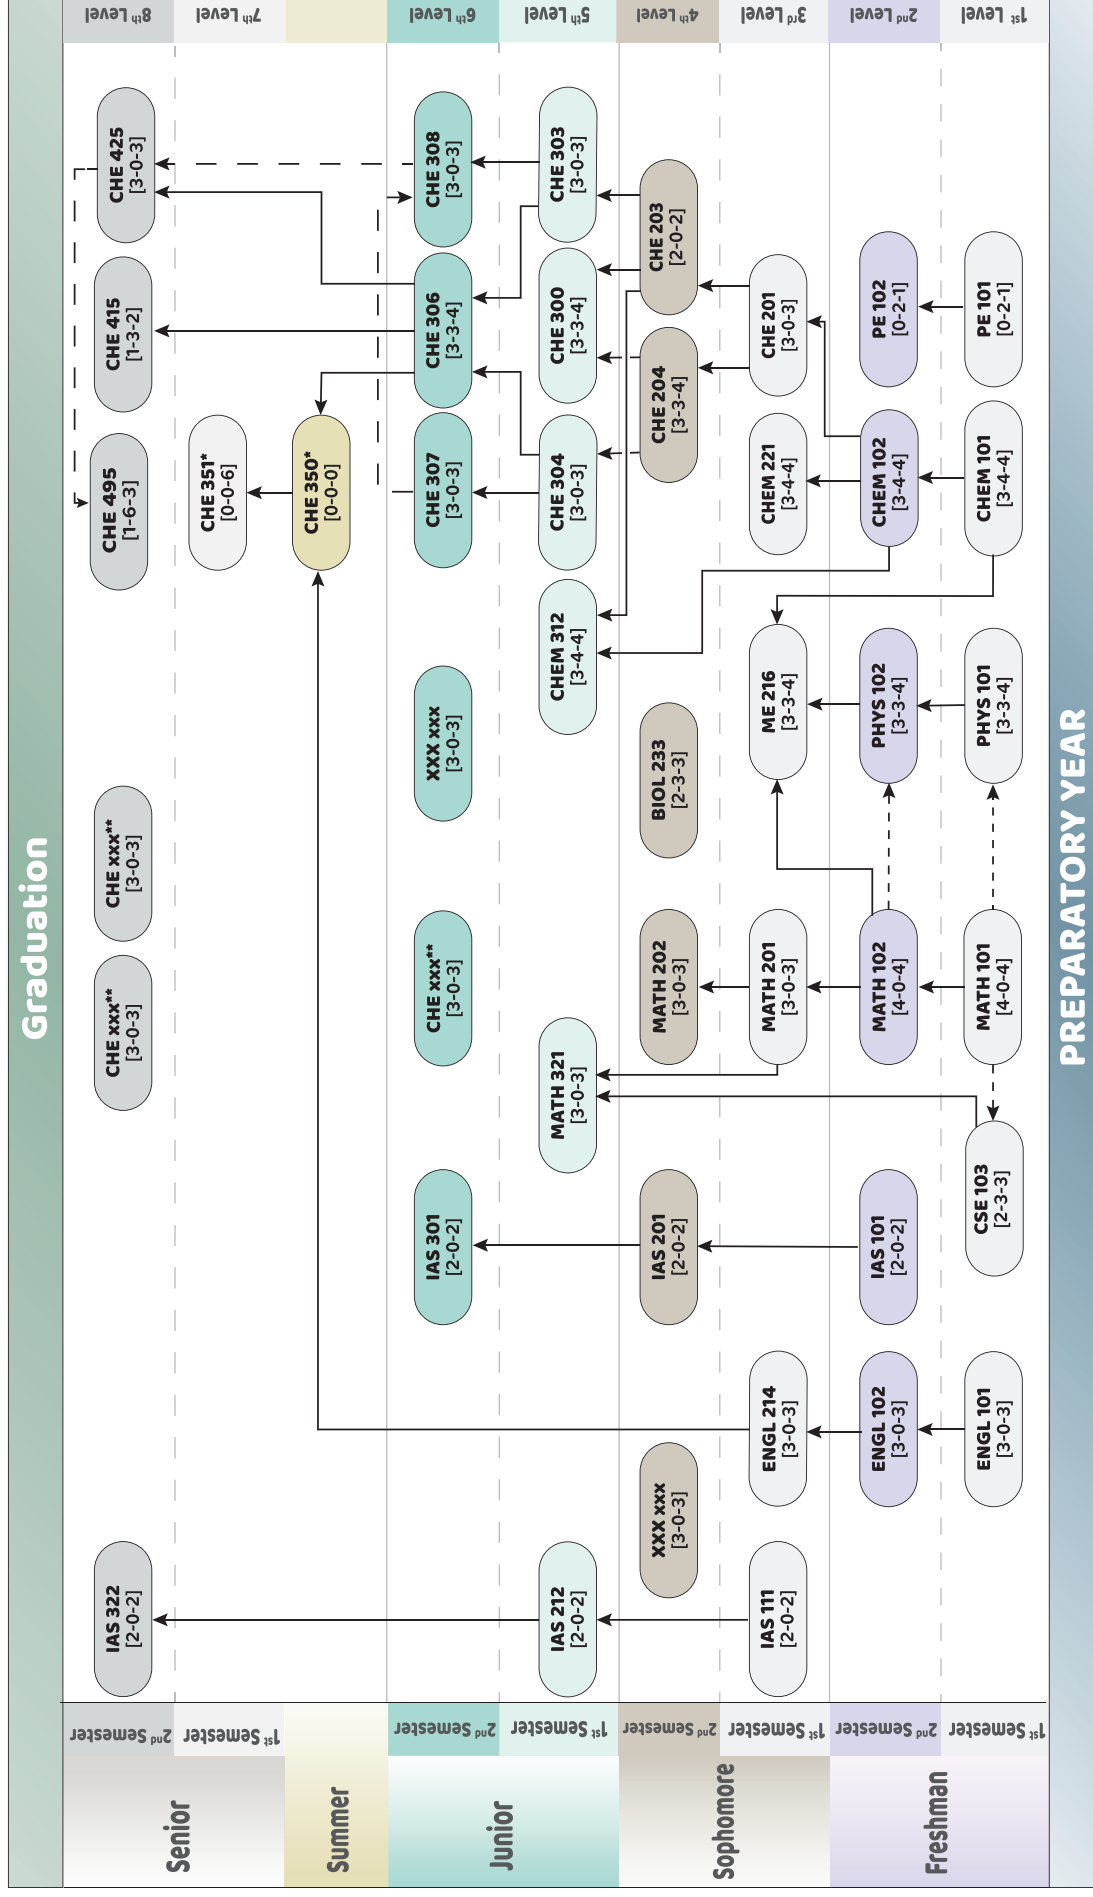 Graduation
Senior
2nd Semester
8th Level
IAS 322
[2-0-2]
CHE xxx**
[3-0-3]
CHE xxx**
[3-0-3]
CHE 495
[1-6-3]
CHE 415
[1-3-2]
CHE 425
[3-0-3]
1st Semester
7th Level
CHE 351*
[0-0-6]
Summer
CHE 350*
[0-0-0]
Junior
2nd Semester
6th Level
IAS 301
[2-0-2]
CHE xxx**
[3-0-3]
XXX xxx
[3-0-3]
CHE 307
[3-0-3]
CHE 306
[3-3-4]
CHE 308
[3-0-3]
1st Semester
5th Level
IAS 212
[2-0-2]
MATH 321
[3-0-3]
CHEM 312
[3-4-4]
CHE 304
[3-0-3]
CHE 300
[3-3-4]
CHE 303
[3-0-3]
Sophomore
2nd Semester
4th Level
XXX xxx
[3-0-3]
IAS 201
[2-0-2]
MATH 202
[3-0-3]
BIOL 233
[2-3-3]
CHE 204
[3-3-4]
CHE 203
[2-0-2]
1st Semester
3rd Level
IAS 111
[2-0-2]
ENGL 214
[3-0-3]
MATH 201
[3-0-3]
ME 216
[3-3-4]
CHEM 221
[3-4-4]
CHE 201
[3-0-3]
Freshman
2nd Semester
2nd Level
ENGL 102
[3-0-3]
IAS 101
[2-0-2]
MATH 102
[4-0-4]
PHYS 102
[3-3-4]
CHEM 102
[3-4-4]
PE 102
[0-2-1]
1st Semester
1st Level
ENGL 101
[3-0-3]
CSE 103
[2-3-3]
MATH 101
[4-0-4]
PHYS 101
[3-3-4]
CHEM 101
[3-4-4]
PE 101
[0-2-1]
PREPARATORY YEAR